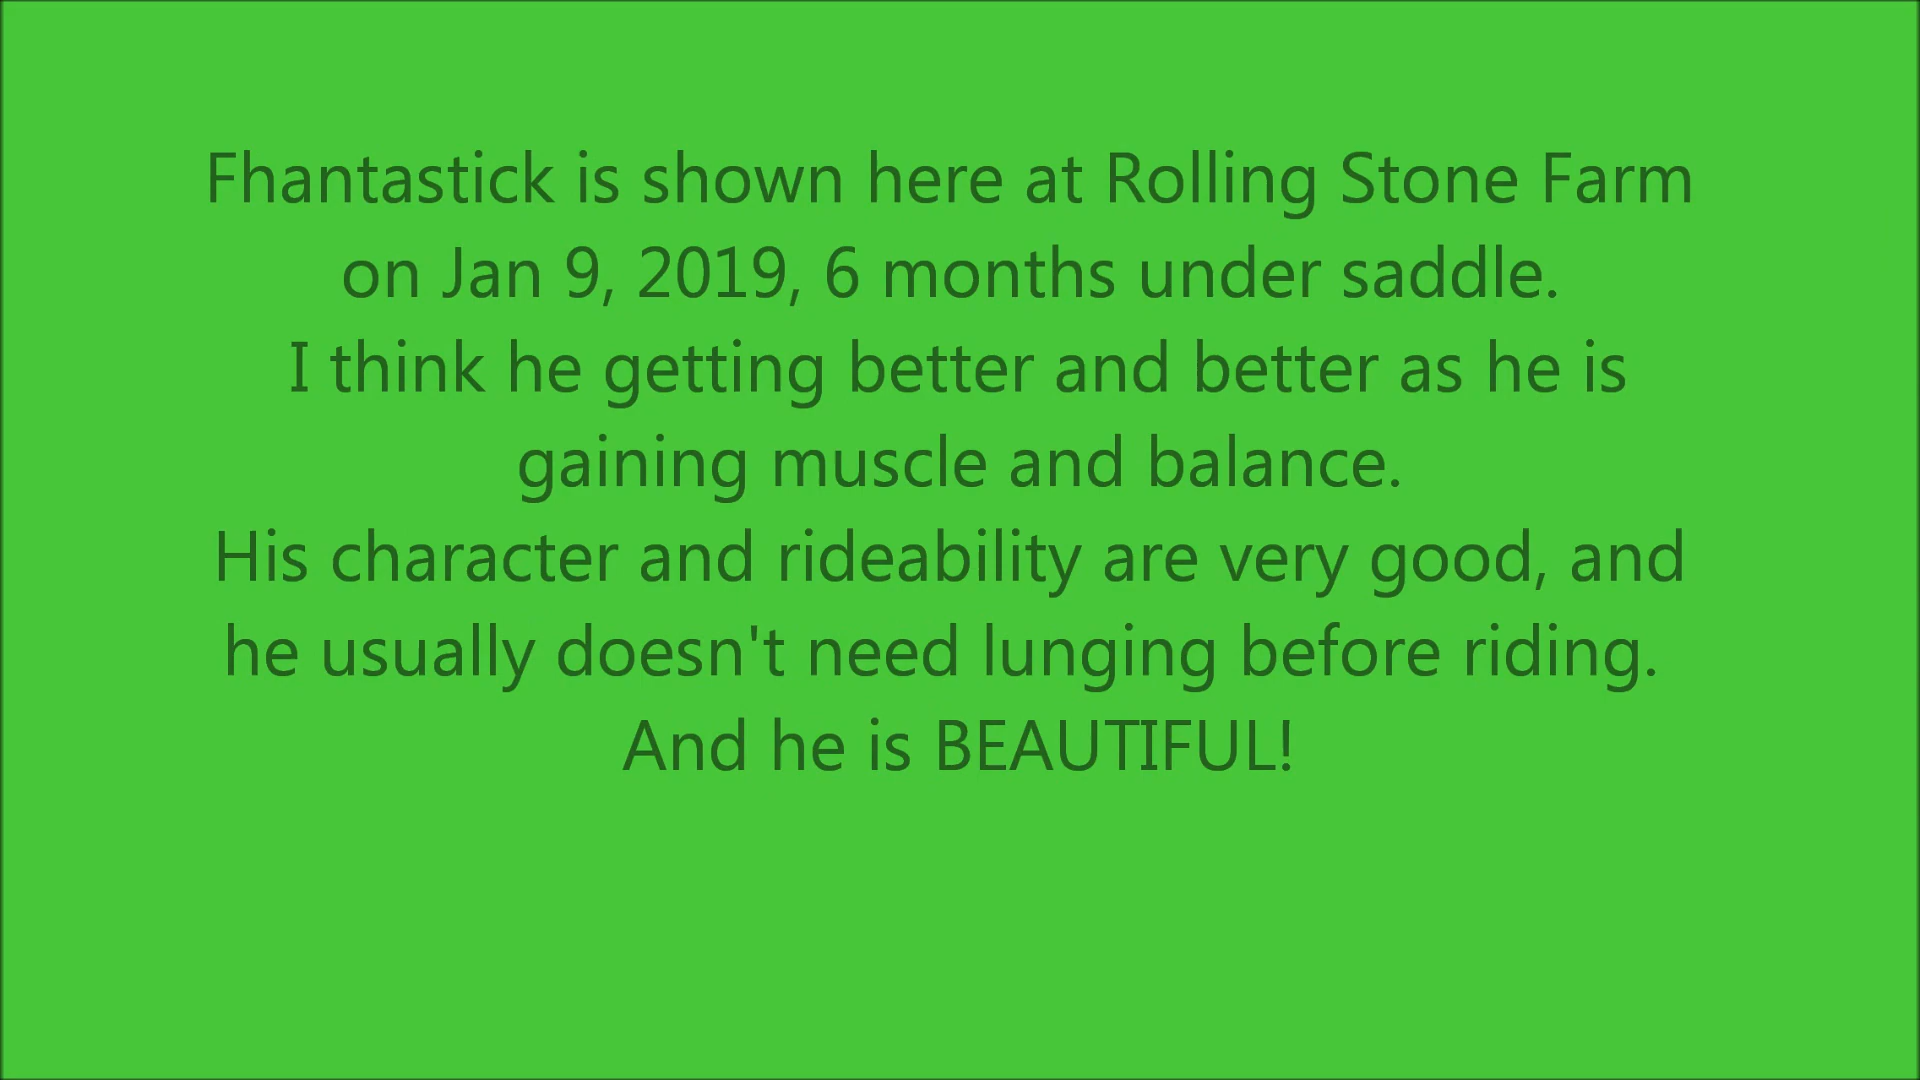 Fhantastick is shown here at Rolling Stone Farm
on Jan 9, 2019, 6 months under saddle.
I think he getting better and better as he is
gaining muscle and balance.
His character and rideability are very good, and
he usually doesn't need lunging before riding.
And he is BEAUTIFUL!